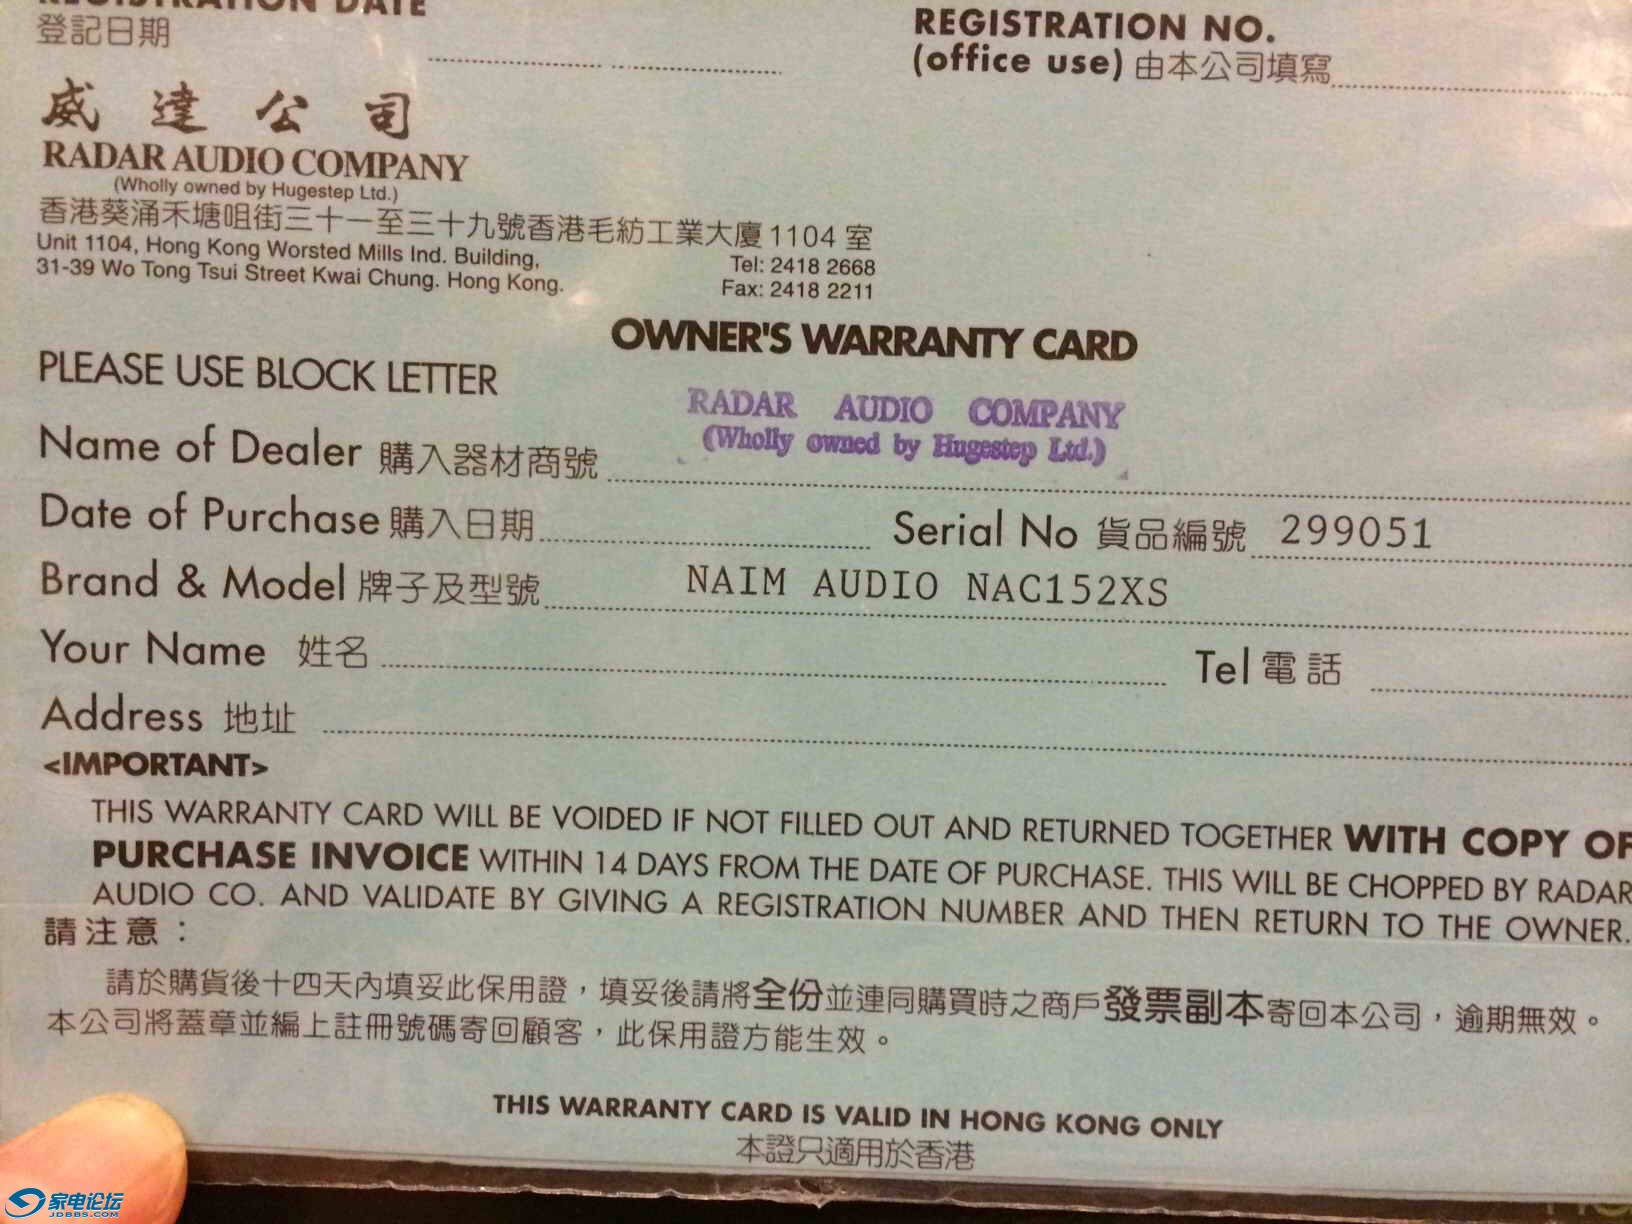 REGISTRATION DATE
登記日期
REGISTRATION NO.
(office use) 由本公司填寫
威達公司
RADAR AUDIO COMPANY
(Wholly owned by Hugestep Ltd.)
香港葵涌禾塘咀街三十一至三十九號香港毛紡工業大廈1104室
Unit 1104, Hong Kong Worsted Mills Ind. Building,
31-39 Wo Tong Tsui Street Kwai Chung. Hong Kong.
Tel: 2418 2668
Fax: 2418 2211
OWNER'S WARRANTY CARD
PLEASE USE BLOCK LETTER
RADAR AUDIO COMPANY
(Wholly owned by Hugestep Ltd.)
Name of Dealer 購入器材商號
Date of Purchase 購入日期 Serial No 貨品編號 299051
Brand & Model 牌子及型號 NAIM AUDIO NAC152XS
Your Name 姓名 Tel 電話
Address 地址
<IMPORTANT>
THIS WARRANTY CARD WILL BE VOIDED IF NOT FILLED OUT AND RETURNED TOGETHER WITH COPY OF
PURCHASE INVOICE WITHIN 14 DAYS FROM THE DATE OF PURCHASE. THIS WILL BE CHOPPED BY RADAR
AUDIO CO. AND VALIDATE BY GIVING A REGISTRATION NUMBER AND THEN RETURN TO THE OWNER.
請注意：
請於購貨後十四天內填妥此保用證，填妥後請將全份並連同購買時之商戶發票副本寄回本公司，逾期無效。
本公司將蓋章並編上註冊號碼寄回顧客，此保用證方能生效。
THIS WARRANTY CARD IS VALID IN HONG KONG ONLY
本證只適用於香港
家电论坛
JDBBS.COM